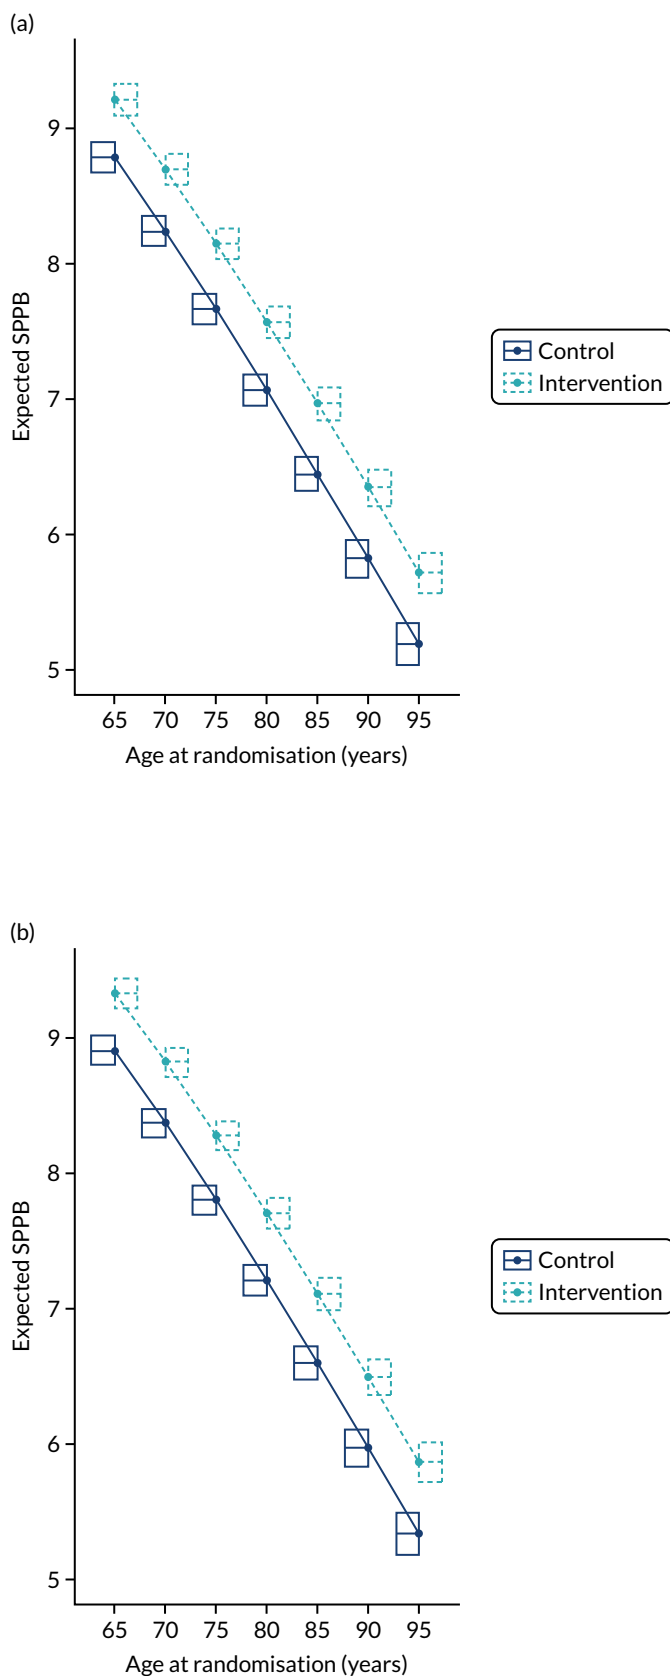 (a)
9
8
7
6
5
Expected SPPB
65 70 75 80 85 90 95
Age at randomisation (years)
Control
Intervention
(b)
9
8
7
6
5
Expected SPPB
65 70 75 80 85 90 95
Age at randomisation (years)
Control
Intervention